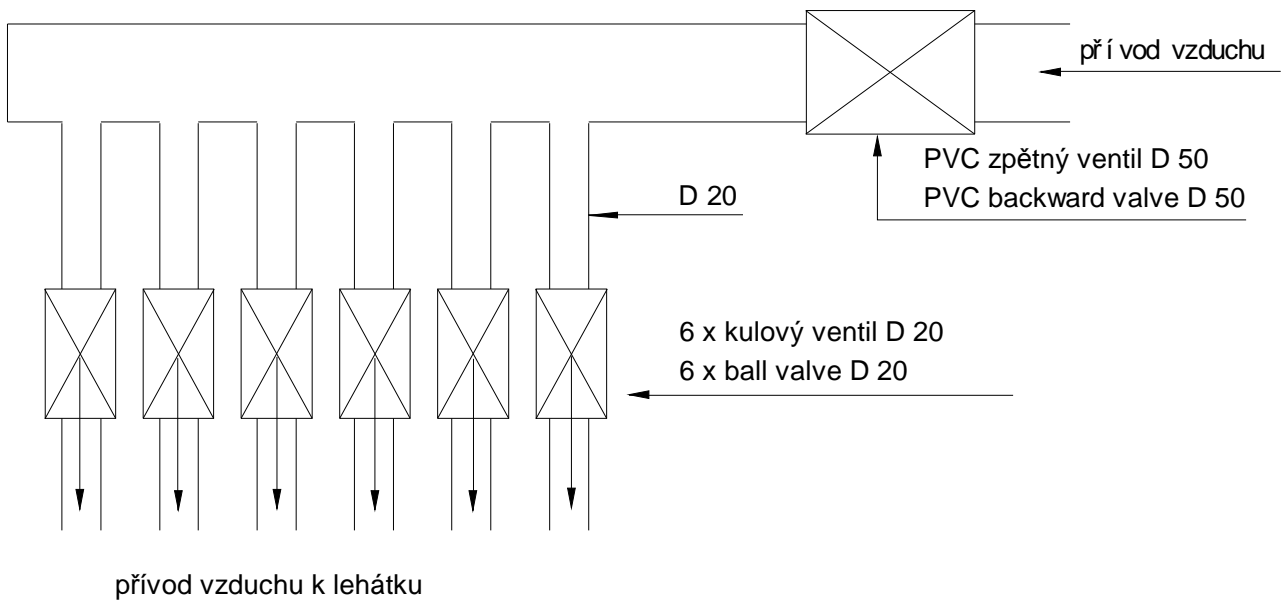 přívod vzduchu
PVC zpětný ventil D 50
PVC backward valve D 50
D 20
6 x kulový ventil D 20
6 x ball valve D 20
přívod vzduchu k lehátku